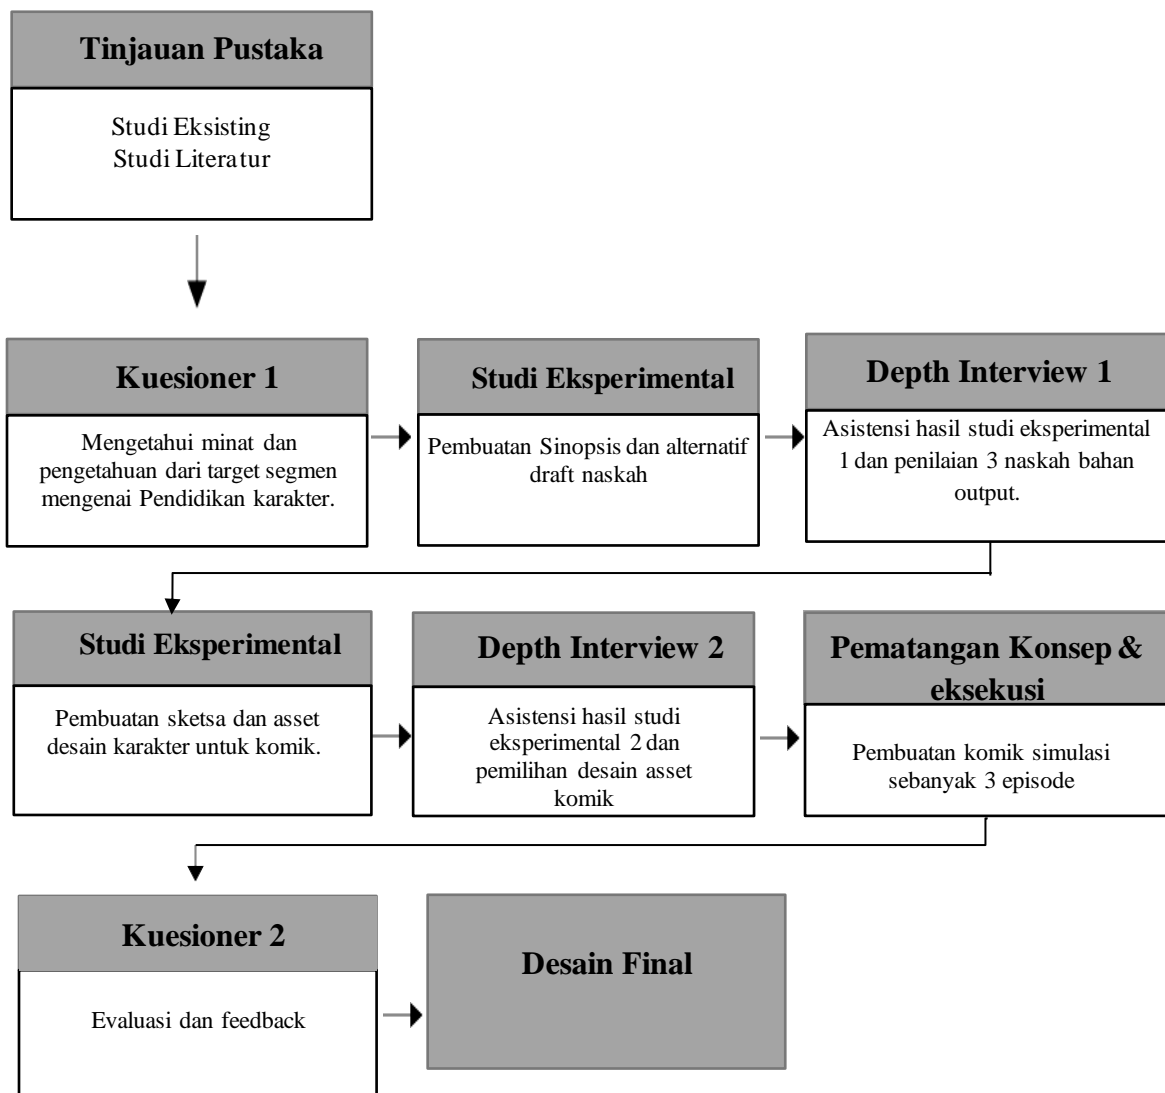 Tinjauan Pustaka
Studi Eksisting
Studi Literatur
Kuesioner 1
Mengetahui minat dan
pengetahuan dari target segmen
mengenai Pendidikan karakter.
Studi Eksperimental
Pembuatan Sinopsis dan alternatif
draft naskah
Depth Interview 1
Asistensi hasil studi eksperimental
1 dan penilaian 3 naskah bahan
output.
Studi Eksperimental
Pembuatan sketsa dan asset
desain karakter untuk komik.
Depth Interview 2
Asistensi hasil studi
eksperimental 2 dan
pemilihan desain asset
komik
Pematangan Konsep &
eksekusi
Pembuatan komik simulasi
sebanyak 3 episode
Kuesioner 2
Evaluasi dan feedback
Desain Final